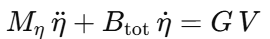 M_η η̈ + B_tot η̇ = G V